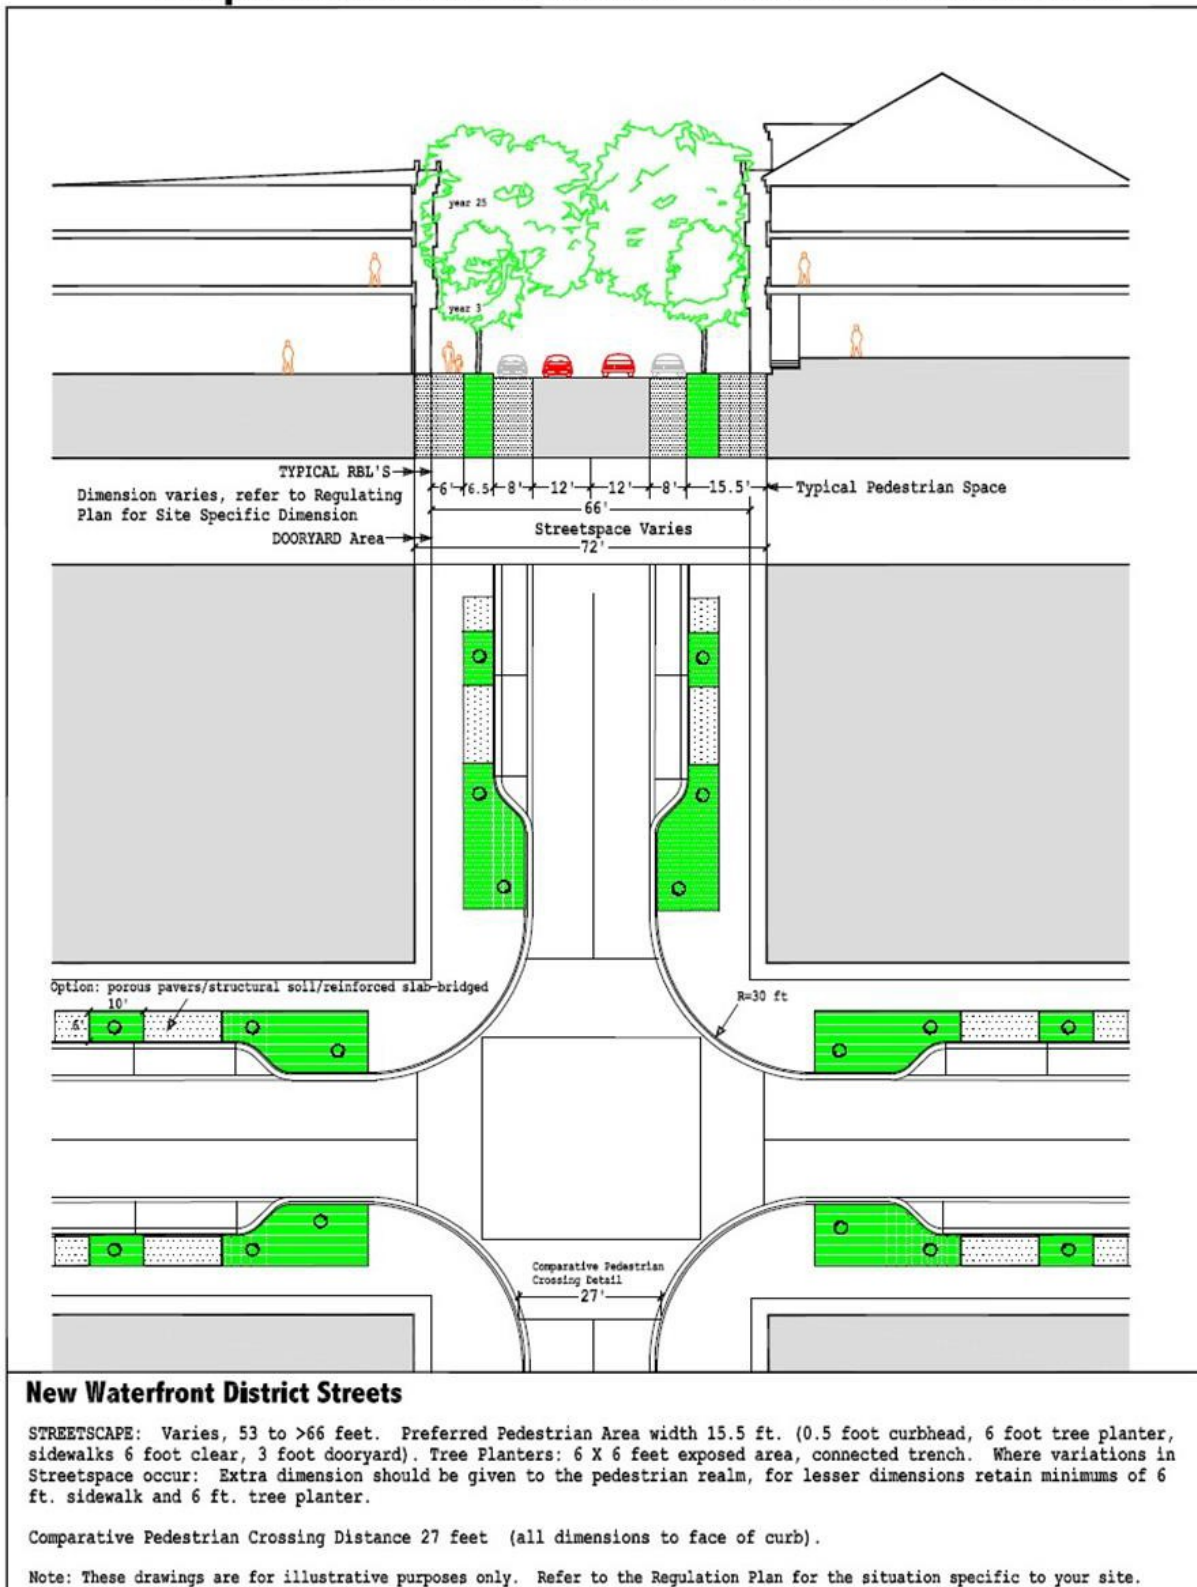 year 25
year 3
TYPICAL RBL'S
6' 6.5 8' 12' 12' 8' 15.5' Typical Pedestrian Space
Dimension varies, refer to Regulating
Plan for Site Specific Dimension
66'
Streetspace Varies
DOORYARD Area
72'
Option: porous pavers/structural soil/reinforced slab-bridged
10'
6'
R=30 ft
Comparative Pedestrian
Crossing Detail
27'
New Waterfront District Streets
STREETSCAPE: Varies, 53 to >66 feet. Preferred Pedestrian Area width 15.5 ft. (0.5 foot curbhead, 6 foot tree planter,
sidewalks 6 foot clear, 3 foot dooryard). Tree Planters: 6 X 6 feet exposed area, connected trench. Where variations in
Streetspace occur: Extra dimension should be given to the pedestrian realm, for lesser dimensions retain minimums of 6
ft. sidewalk and 6 ft. tree planter.
Comparative Pedestrian Crossing Distance 27 feet (all dimensions to face of curb).
Note: These drawings are for illustrative purposes only. Refer to the Regulation Plan for the situation specific to your site.